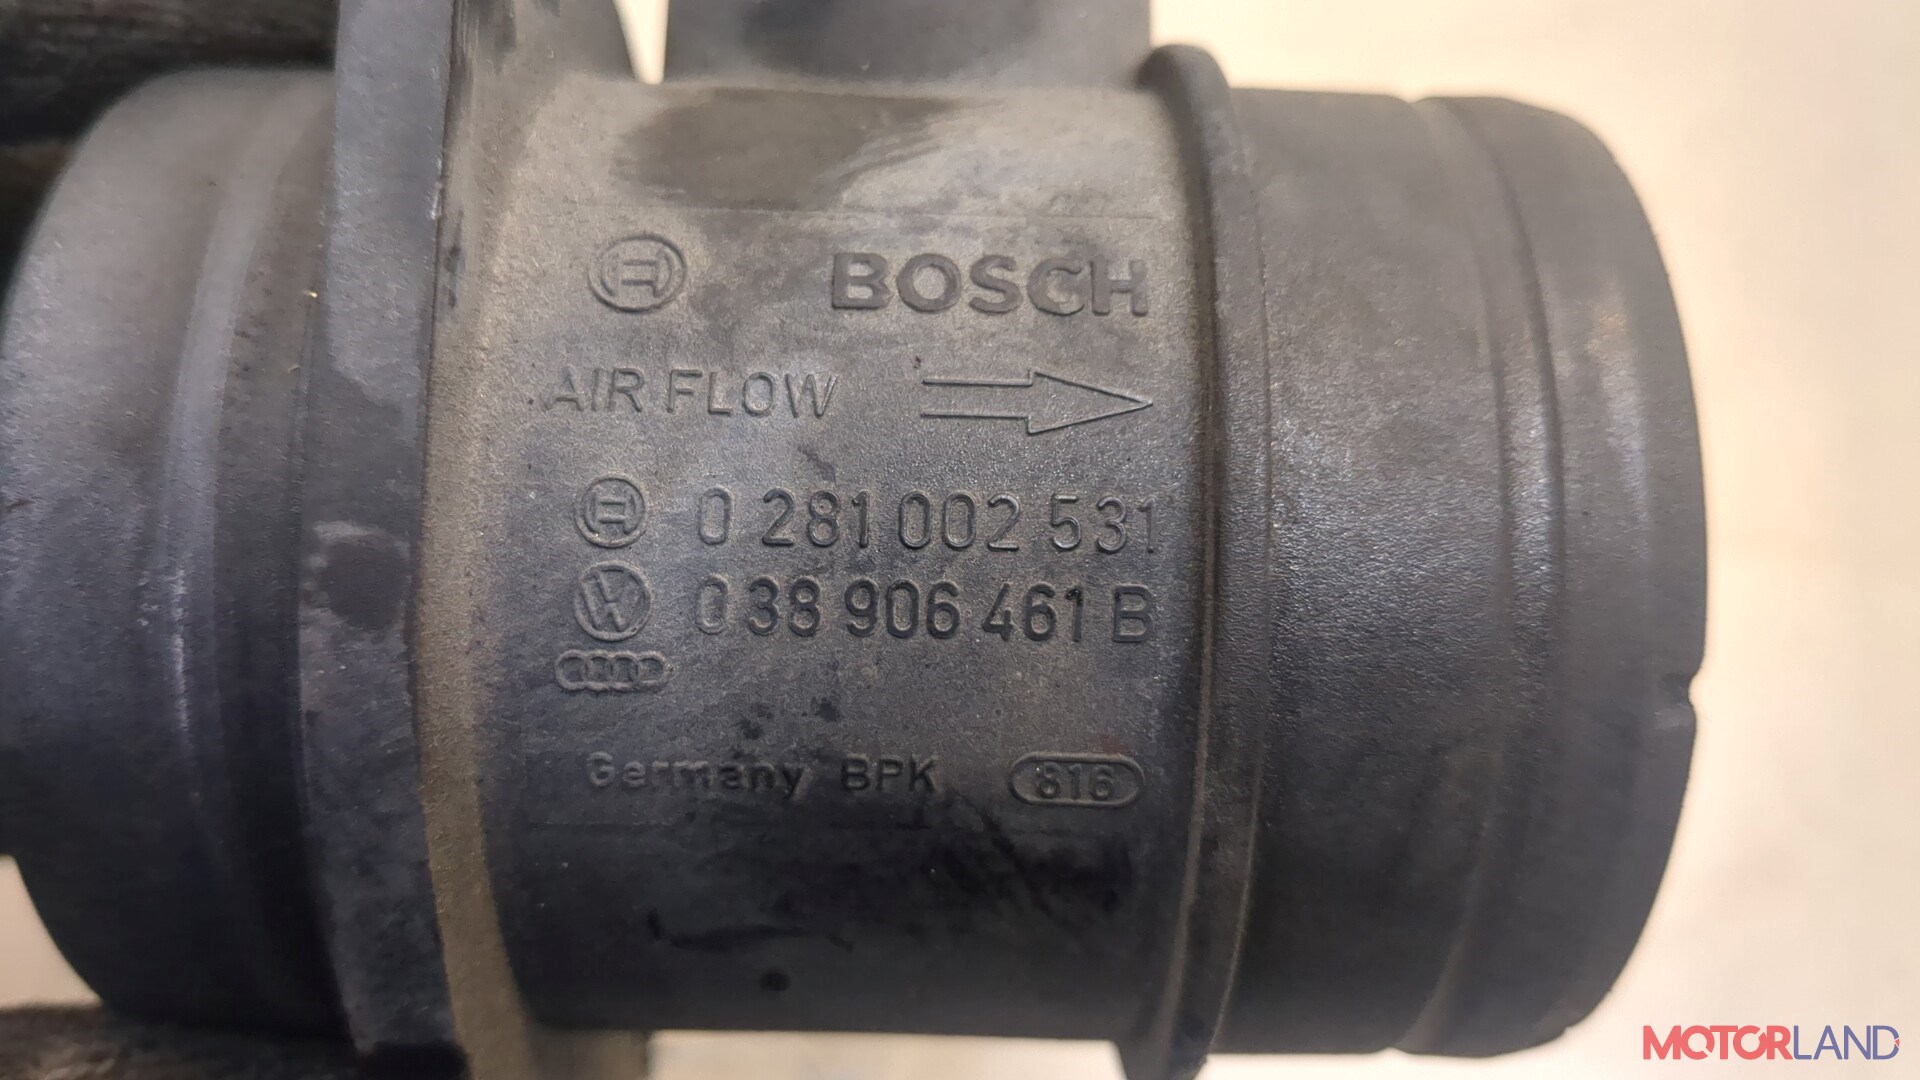 BOSCH
AIR FLOW
0 281 002 531
038 906 461 B
Germany BPK 816
MOTORLAND